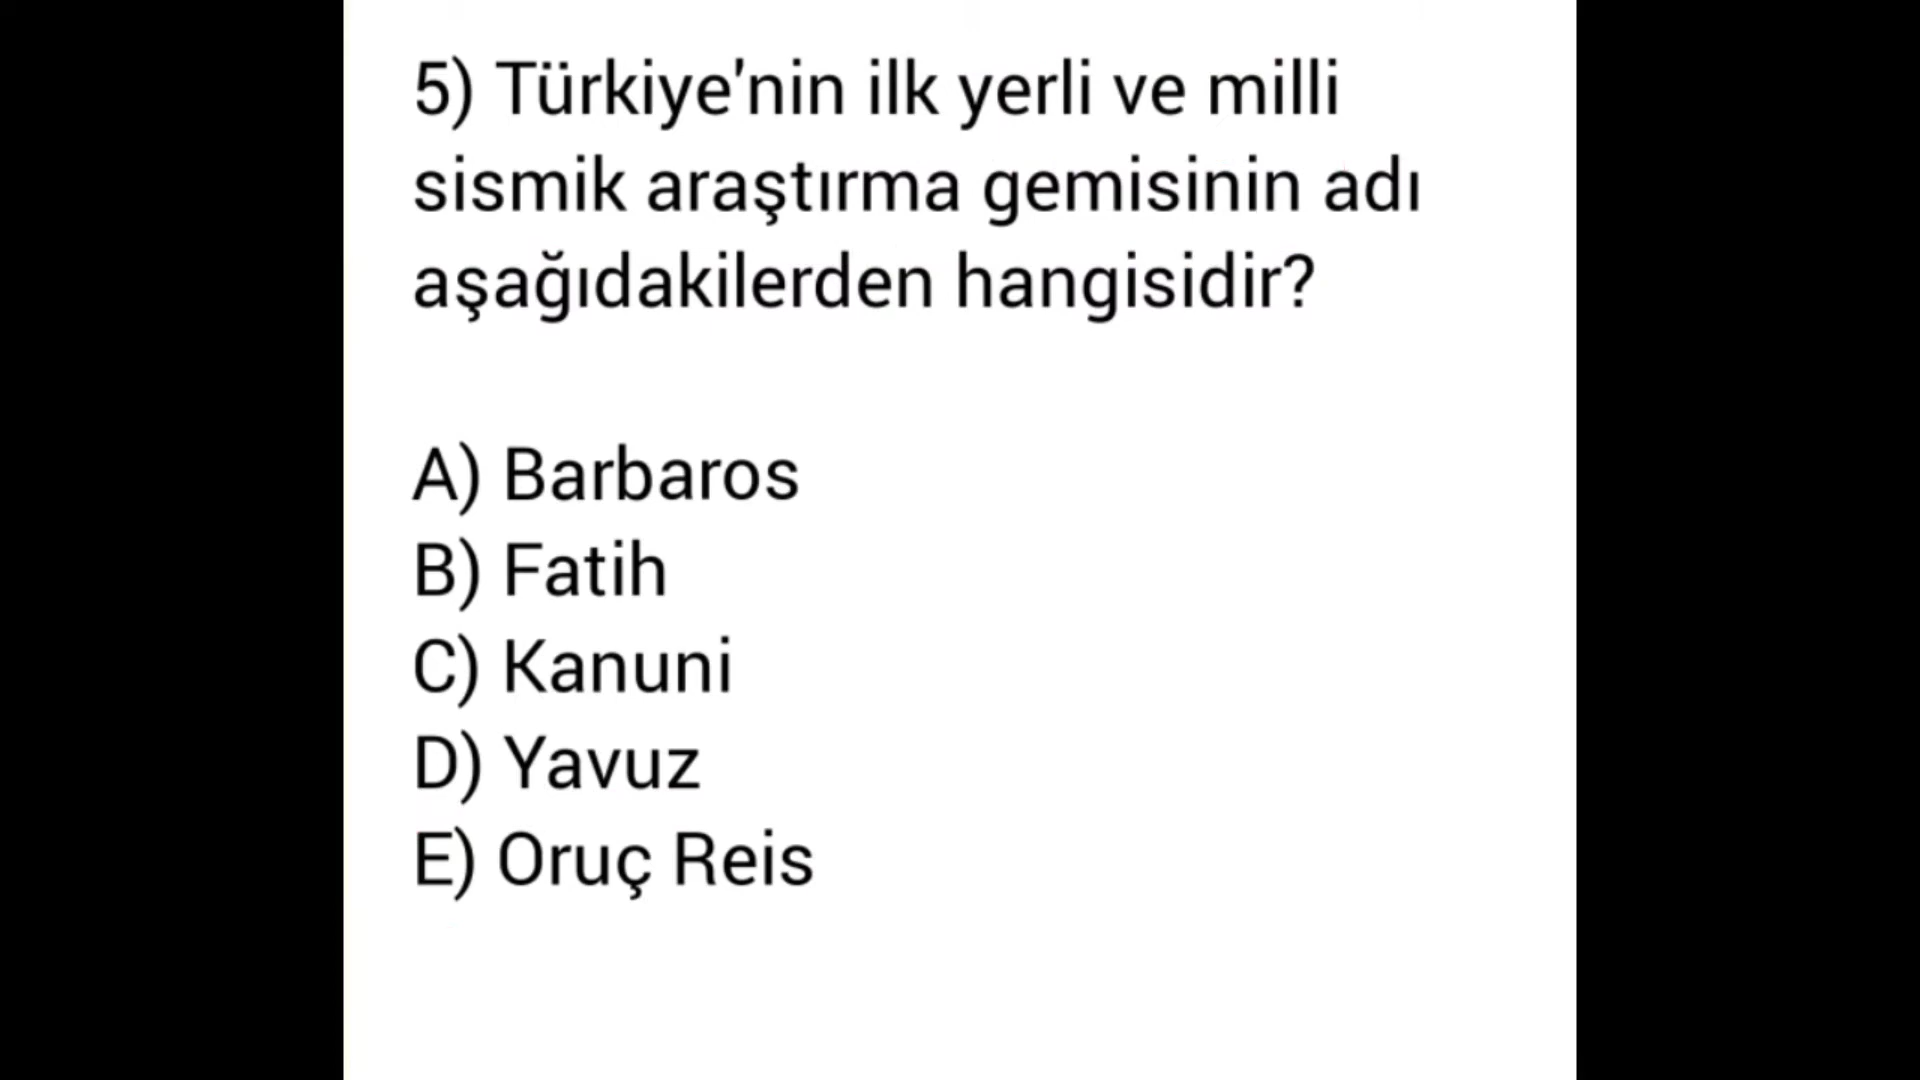 5) Türkiye'nin ilk yerli ve milli
sismik araştırma gemisinin adı
aşağıdakilerden hangisidir?
A) Barbaros
B) Fatih
C) Kanuni
D) Yavuz
E) Oruç Reis